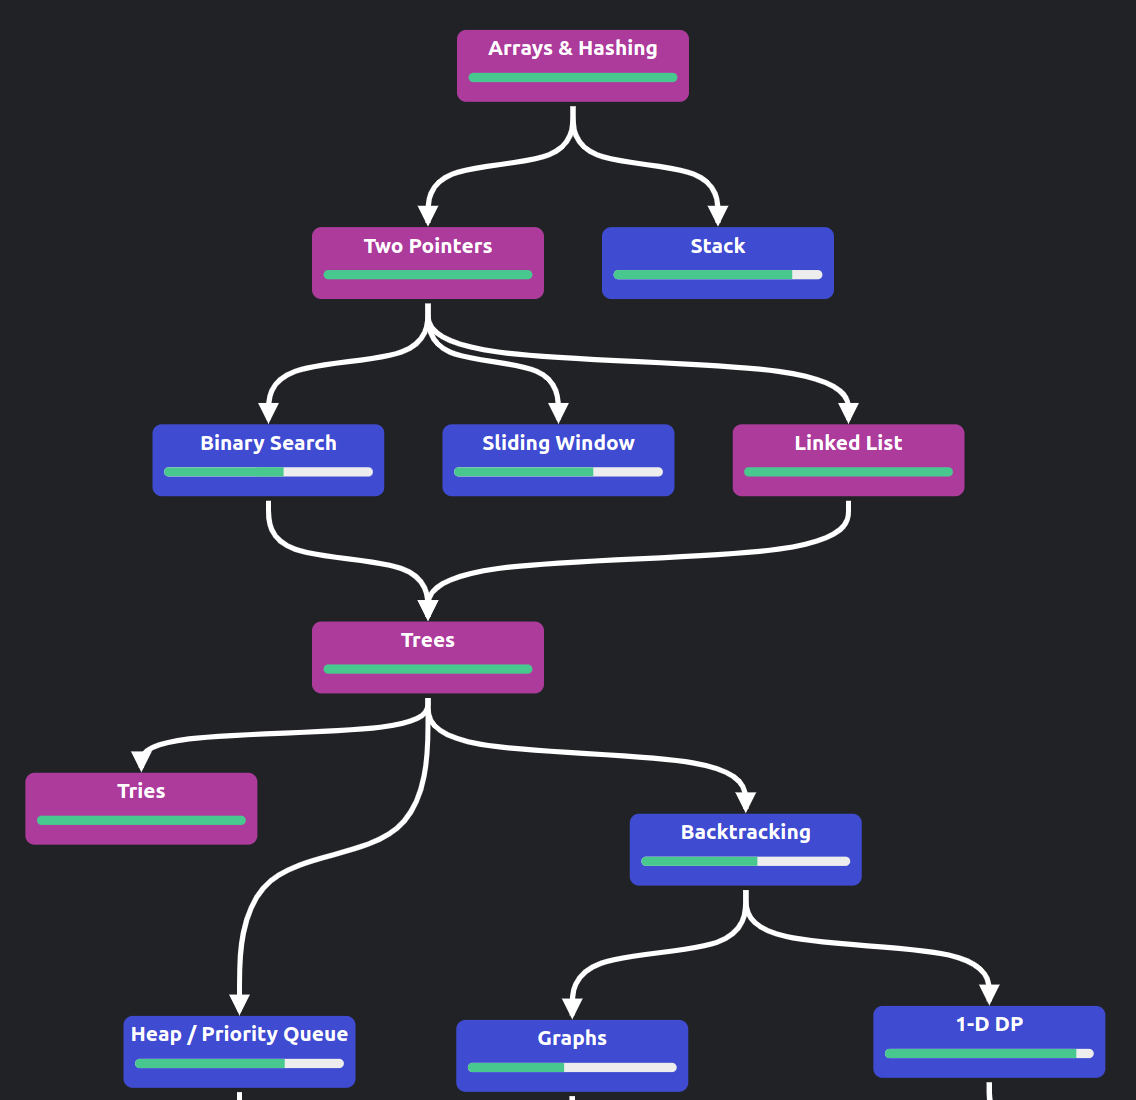 Arrays & Hashing
Two Pointers
Stack
Binary Search
Sliding Window
Linked List
Trees
Tries
Backtracking
Heap / Priority Queue
Graphs
1-D DP